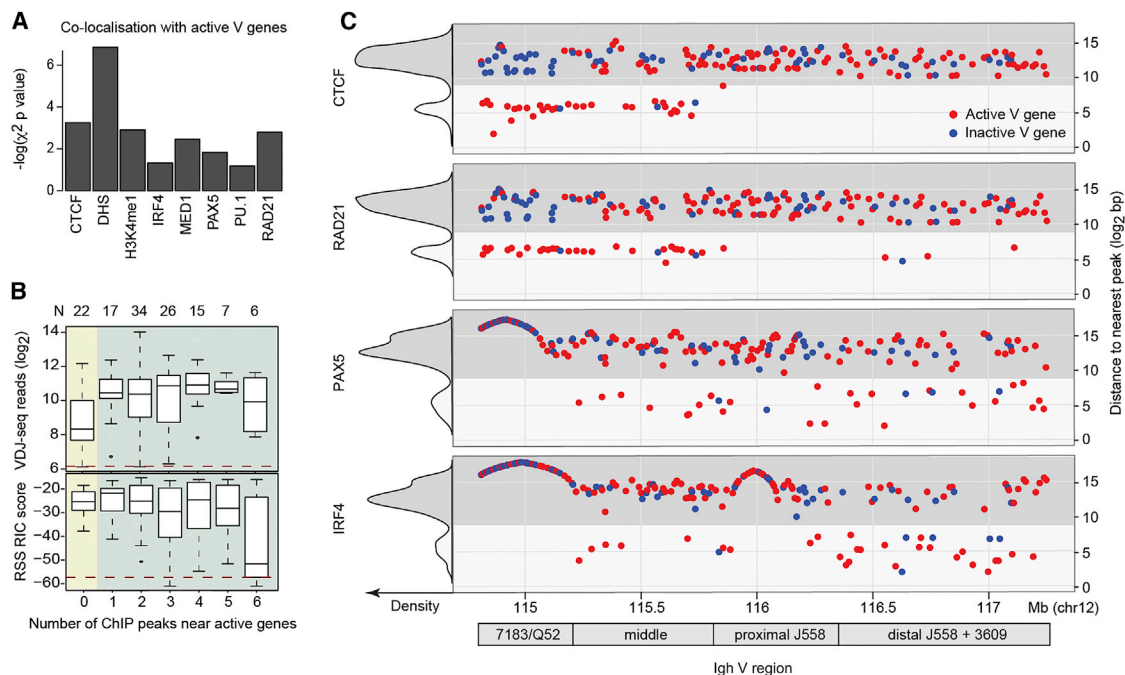 A
Co-localisation with active V genes
-log(χ² p value)
6
4
2
0
CTCF
DHS
H3K4me1
IRF4
MED1
PAX5
PU.1
RAD21
B
N 22 17 34 26 15 7 6
VDJ-seq reads (log2)
14
12
10
8
6
RSS RIC score
−20
−30
−40
−50
−60
0 1 2 3 4 5 6
Number of ChIP peaks near active genes
C
CTCF
15
10
5
0
Active V gene
Inactive V gene
RAD21
15
10
5
0
PAX5
15
10
5
0
IRF4
15
10
5
0
Distance to nearest peak (log2 bp)
Density
115 115.5 116 116.5 117 Mb (chr12)
7183/Q52 middle proximal J558 distal J558 + 3609
Igh V region